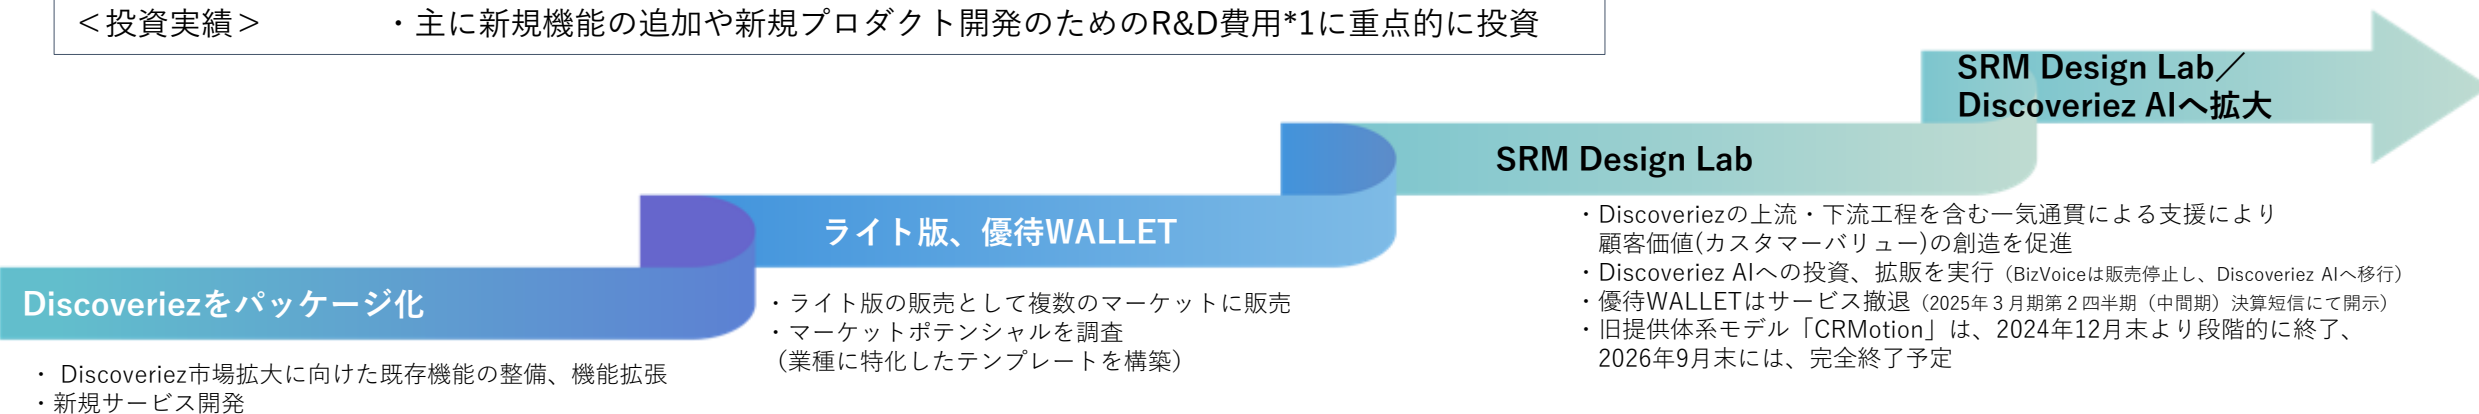 ＜投資実績＞　・主に新規機能の追加や新規プロダクト開発のためのR&D費用*1に重点的に投資
SRM Design Lab／
Discoveriez AIへ拡大
SRM Design Lab
・Discoveriezの上流・下流工程を含む一気通貫による支援により
顧客価値(カスタマーバリュー)の創造を促進
・Discoveriez AIへの投資、拡販を実行（BizVoiceは販売停止し、Discoveriez AIへ移行）
・優待WALLETはサービス撤退（2025年３月期第２四半期（中間期）決算短信にて開示）
・旧提供体系モデル「CRMotion」は、2024年12月末より段階的に終了、
2026年9月末には、完全終了予定
ライト版、優待WALLET
・ライト版の販売として複数のマーケットに販売
・マーケットポテンシャルを調査
（業種に特化したテンプレートを構築）
Discoveriezをパッケージ化
・ Discoveriez市場拡大に向けた既存機能の整備、機能拡張
・新規サービス開発